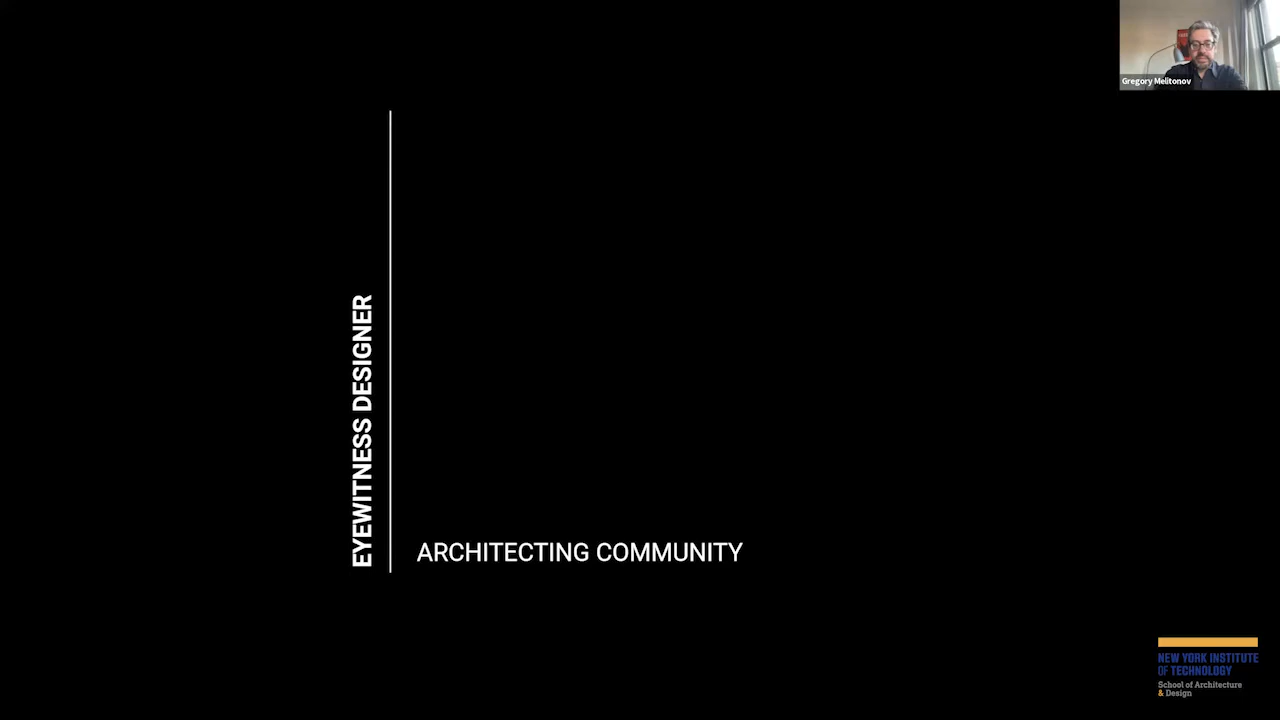 Gregory Melitonov
EYEWITNESS DESIGNER
ARCHITECTING COMMUNITY
NEW YORK INSTITUTE
OF TECHNOLOGY
School of Architecture
& Design